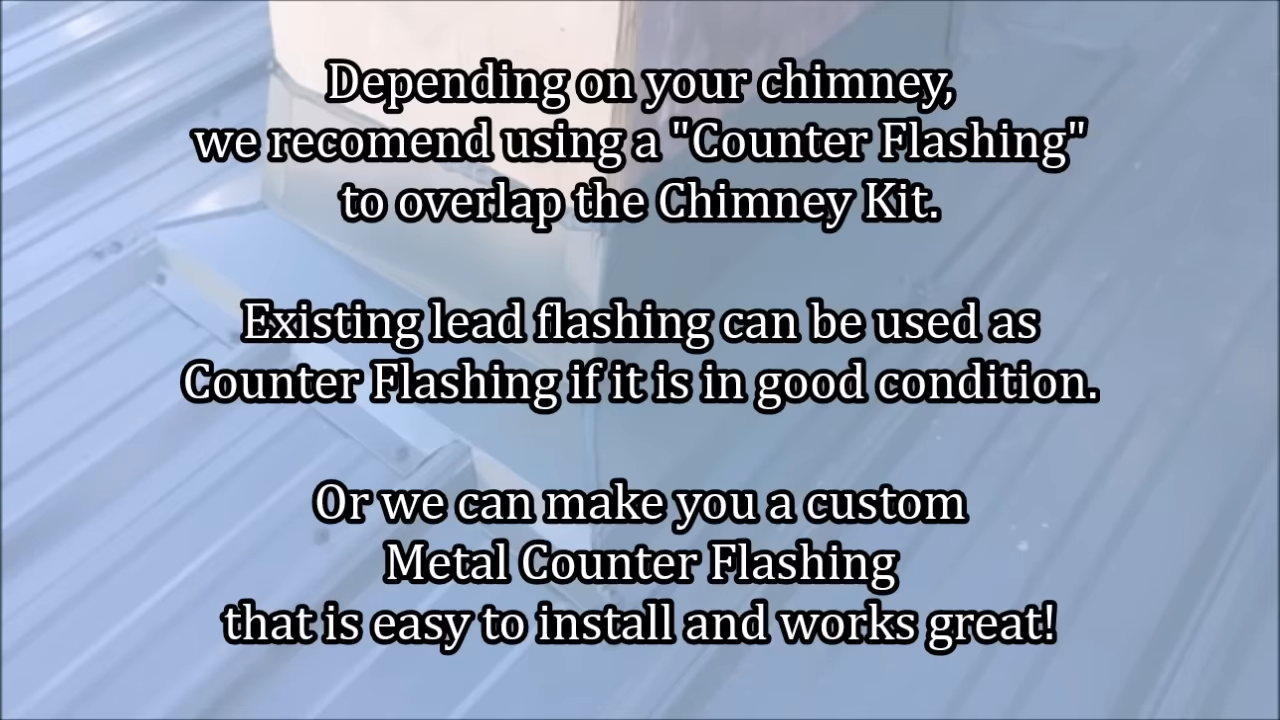 Depending on your chimney,
we recomend using a "Counter Flashing"
to overlap the Chimney Kit.
Existing lead flashing can be used as
Counter Flashing if it is in good condition.
Or we can make you a custom
Metal Counter Flashing
that is easy to install and works great!